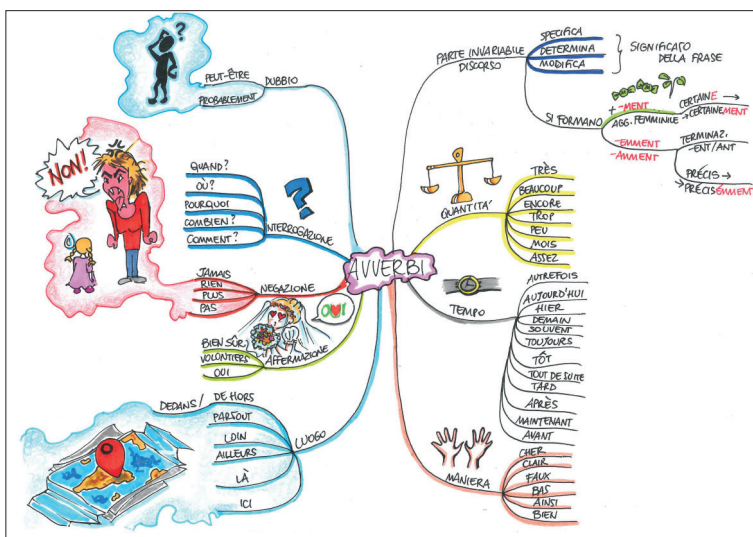 AVVERBI
PARTE INVARIABILE
DISCORSO
SPECIFICA
DETERMINA
MODIFICA
SIGNIFICATO
DELLA FRASE
SI FORMANO
+ -MENT
AGG. FEMMINILE
CERTAINE →
→ CERTAINEMENT
-EMMENT
-AMMENT
TERMINAZ.
-ENT/ANT
PRÉCIS →
→ PRÉCISÉMMENT
QUANTITA'
TRÈS
BEAUCOUP
ENCORE
TROP
PEU
MOIS
ASSEZ
TEMPO
AUTREFOIS
AUJOURD'HUI
HIER
DEMAIN
SOUVENT
TOUJOURS
TÔT
TOUT DE SUITE
TARD
APRÈS
MAINTENANT
AVANT
MANIERA
CHER
CLAIR
FAUX
BAS
AINSI
BIEN
?
DUBBIO
PEUT-ÊTRE
PROBABLEMENT
?
INTERROGAZIONE
QUAND?
OÙ?
POURQUOI
COMBIEN?
COMMENT?
NON!
NEGAZIONE
JAMAIS
RIEN
PLUS
PAS
OUI
AFFERMAZIONE
BIEN SÛR
VOLONTIERS
OUI
LUOGO
DEDANS/DE HORS
PARTOUT
LOIN
AILLEURS
LÀ
ICI